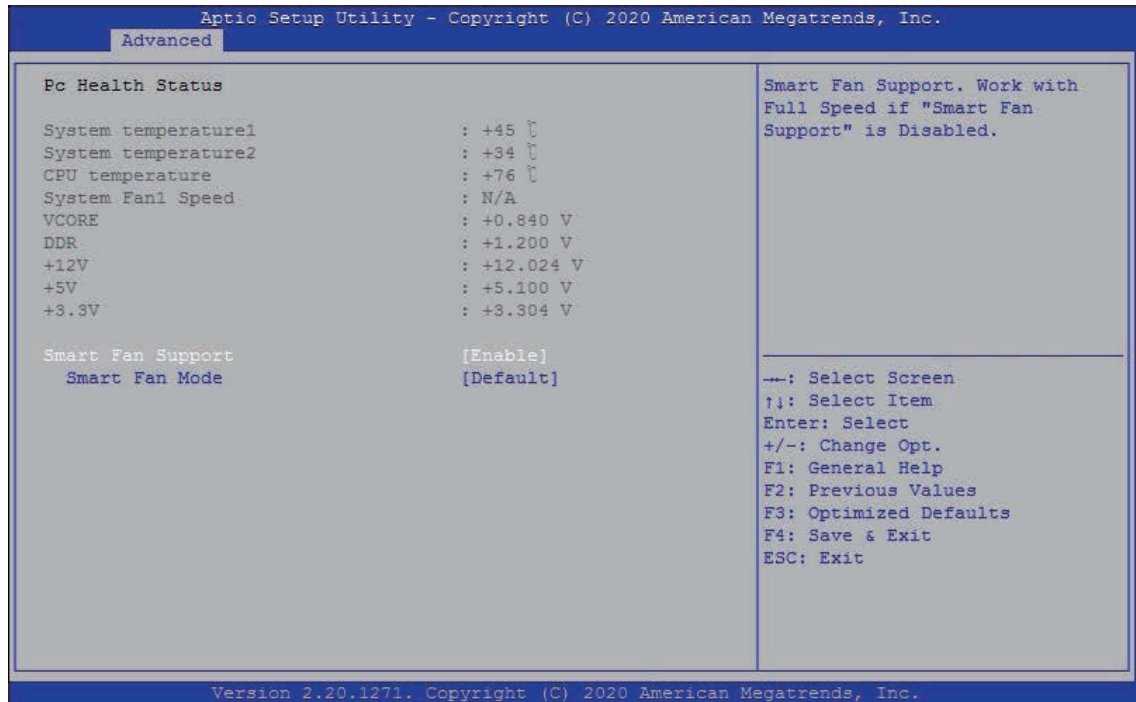 Aptio Setup Utility - Copyright (C) 2020 American Megatrends, Inc.
Advanced
Pc Health Status
System temperature1 : +45 ℃
System temperature2 : +34 ℃
CPU temperature : +76 ℃
System Fan1 Speed : N/A
VCORE : +0.840 V
DDR : +1.200 V
+12V : +12.024 V
+5V : +5.100 V
+3.3V : +3.304 V
Smart Fan Support [Enable]
Smart Fan Mode [Default]
Smart Fan Support. Work with
Full Speed if "Smart Fan
Support" is Disabled.
→←: Select Screen
↑↓: Select Item
Enter: Select
+/-: Change Opt.
F1: General Help
F2: Previous Values
F3: Optimized Defaults
F4: Save & Exit
ESC: Exit
Version 2.20.1271. Copyright (C) 2020 American Megatrends, Inc.